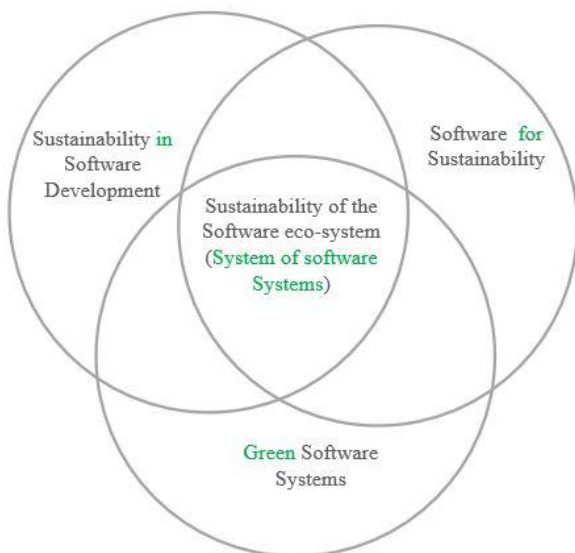 Sustainability in
Software
Development
Software for
Sustainability
Sustainability of the
Software eco-system
(System of software
Systems)
Green Software
Systems